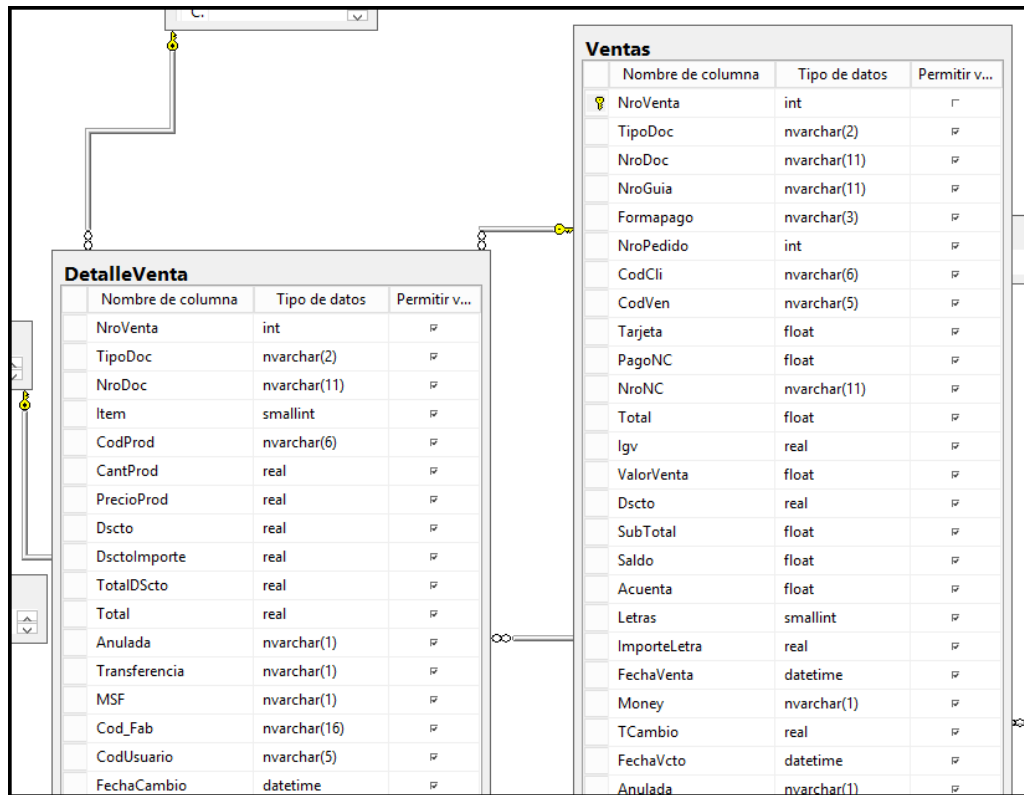 C.
Ventas
Nombre de columna Tipo de datos Permitir v...
NroVenta int
TipoDoc nvarchar(2)
NroDoc nvarchar(11)
NroGuia nvarchar(11)
Formapago nvarchar(3)
NroPedido int
CodCli nvarchar(6)
CodVen nvarchar(5)
Tarjeta float
PagoNC float
NroNC nvarchar(11)
Total float
Igv real
ValorVenta float
Dscto real
SubTotal float
Saldo float
Acuenta float
Letras smallint
ImporteLetra real
FechaVenta datetime
Money nvarchar(1)
TCambio real
FechaVcto datetime
Anulada nvarchar(1)
DetalleVenta
Nombre de columna Tipo de datos Permitir v...
NroVenta int
TipoDoc nvarchar(2)
NroDoc nvarchar(11)
Item smallint
CodProd nvarchar(6)
CantProd real
PrecioProd real
Dscto real
DsctoImporte real
TotalDScto real
Total real
Anulada nvarchar(1)
Transferencia nvarchar(1)
MSF nvarchar(1)
Cod_Fab nvarchar(16)
CodUsuario nvarchar(5)
FechaCambio datetime